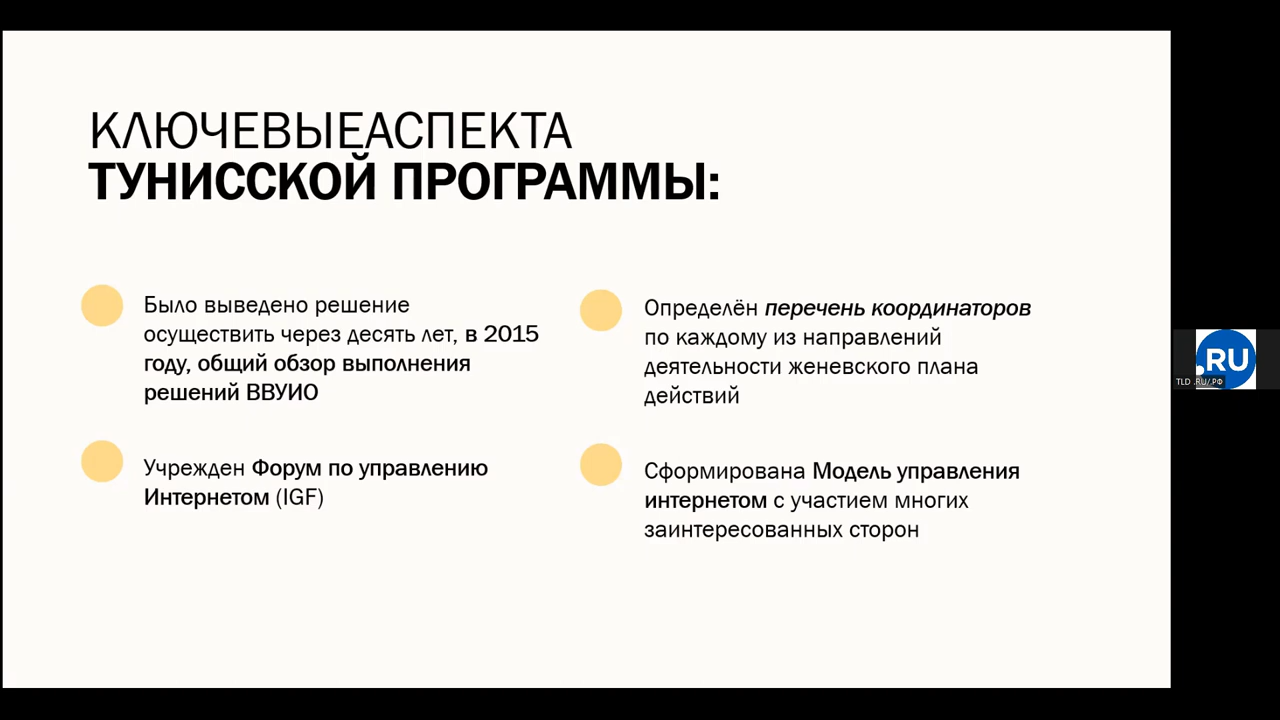 КЛЮЧЕВЫЕАСПЕКТА
ТУНИССКОЙ ПРОГРАММЫ:
Было выведено решение
осуществить через десять лет, в 2015
году, общий обзор выполнения
решений ВВУИО
Учрежден Форум по управлению
Интернетом (IGF)
Определён перечень координаторов
по каждому из направлений
деятельности женевского плана
действий
Сформирована Модель управления
интернетом с участием многих
заинтересованных сторон
.RU
TLD .RU/.РФ